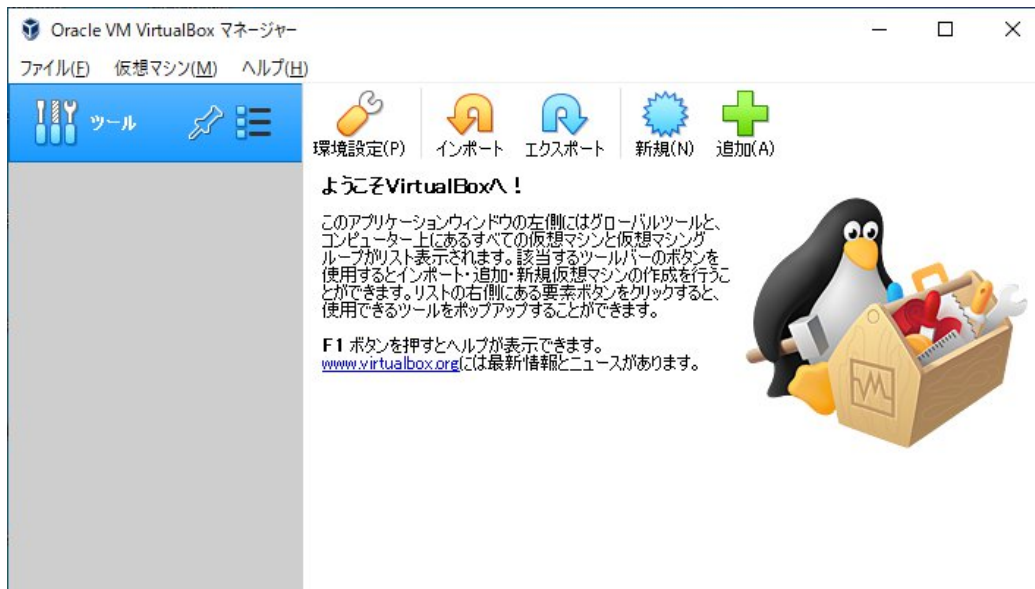 Oracle VM VirtualBox マネージャー
ファイル(F) 仮想マシン(M) ヘルプ(H)
ツール
環境設定(P) インポート エクスポート 新規(N) 追加(A)
ようこそVirtualBoxへ!
このアプリケーションウィンドウの左側にはグローバルツールと、
コンピューター上にあるすべての仮想マシンと仮想マシング
ループがリスト表示されます。該当するツールバーのボタンを
使用するとインポート・追加・新規仮想マシンの作成を行うこ
とができます。リストの右側にある要素ボタンをクリックすると、
使用できるツールをポップアップすることができます。
F1 ボタンを押すとヘルプが表示できます。
www.virtualbox.orgには最新情報とニュースがあります。